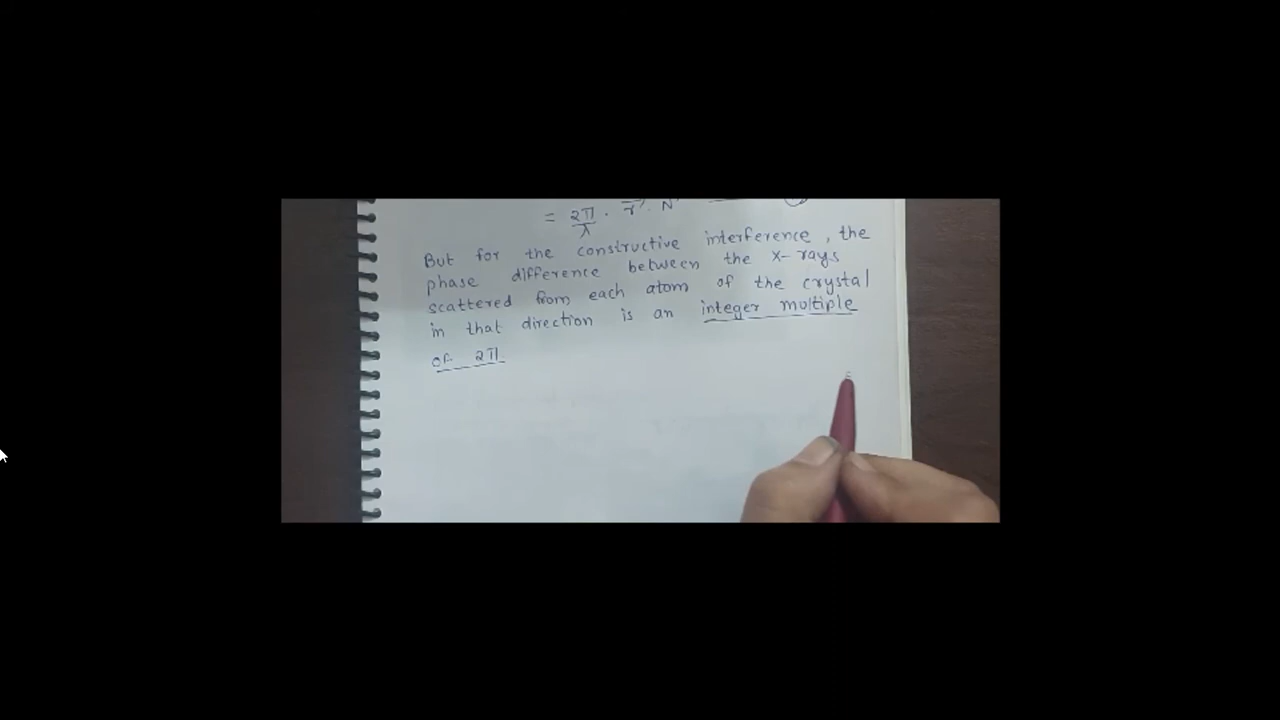 = 2π/λ · r⃗ · N⃗
But for the constructive interference, the
phase difference between the X-rays
scattered from each atom of the crystal
in that direction is an integer multiple
of 2π